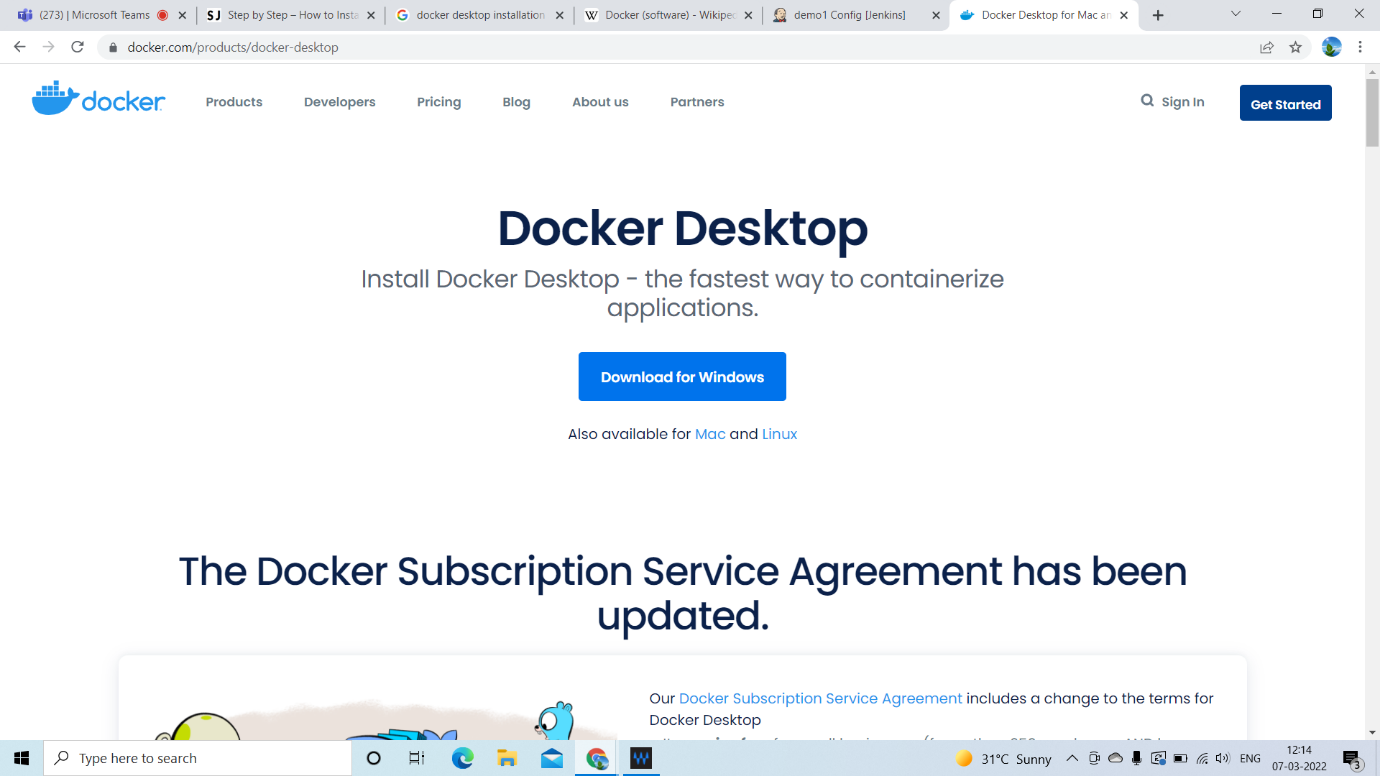 (273) | Microsoft Teams
SJ Step by Step – How to Insta
docker desktop installation
W Docker (software) - Wikipe
demo1 Config [Jenkins]
Docker Desktop for Mac an
docker.com/products/docker-desktop
docker
Products
Developers
Pricing
Blog
About us
Partners
Sign In
Get Started
Docker Desktop
Install Docker Desktop - the fastest way to containerize
applications.
Download for Windows
Also available for Mac and Linux
The Docker Subscription Service Agreement has been
updated.
Our Docker Subscription Service Agreement includes a change to the terms for
Docker Desktop
Type here to search
31°C Sunny
ENG
12:14
07-03-2022
3